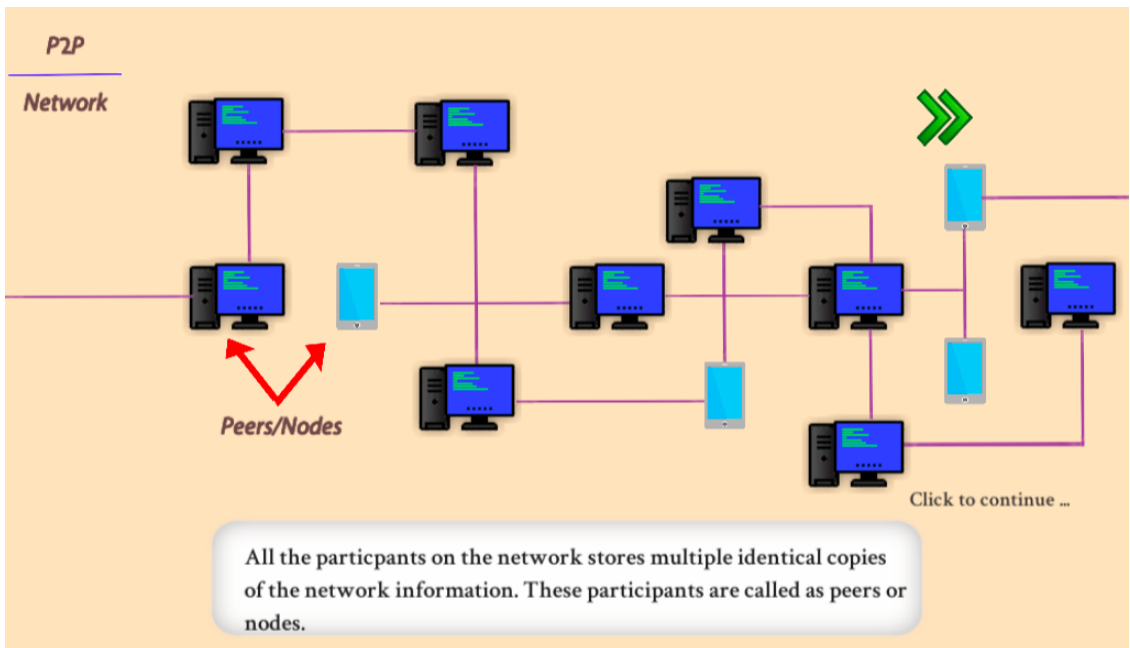 P2P
Network
Peers/Nodes
Click to continue ...
All the particpants on the network stores multiple identical copies
of the network information. These participants are called as peers or
nodes.